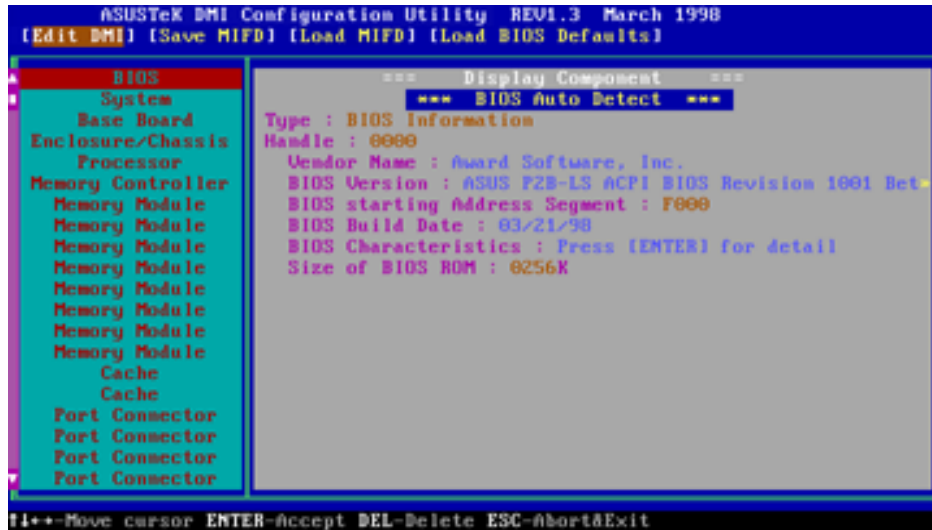 ASUSTeK DMI Configuration Utility REV1.3 March 1998
[Edit DMI] [Save MIFD] [Load MIFD] [Load BIOS Defaults]
BIOS
System
Base Board
Enclosure/Chassis
Processor
Memory Controller
Memory Module
Memory Module
Memory Module
Memory Module
Memory Module
Memory Module
Memory Module
Memory Module
Cache
Cache
Port Connector
Port Connector
Port Connector
Port Connector
=== Display Component ===
*** BIOS Auto Detect ***
Type : BIOS Information
Handle : 0000
Vendor Name : Award Software, Inc.
BIOS Version : ASUS P2B-LS ACPI BIOS Revision 1001 Bet
BIOS starting Address Segment : F000
BIOS Build Date : 03/21/98
BIOS Characteristics : Press [ENTER] for detail
Size of BIOS ROM : 0256K
↑↓←→-Move cursor ENTER-Accept DEL-Delete ESC-Abort&Exit